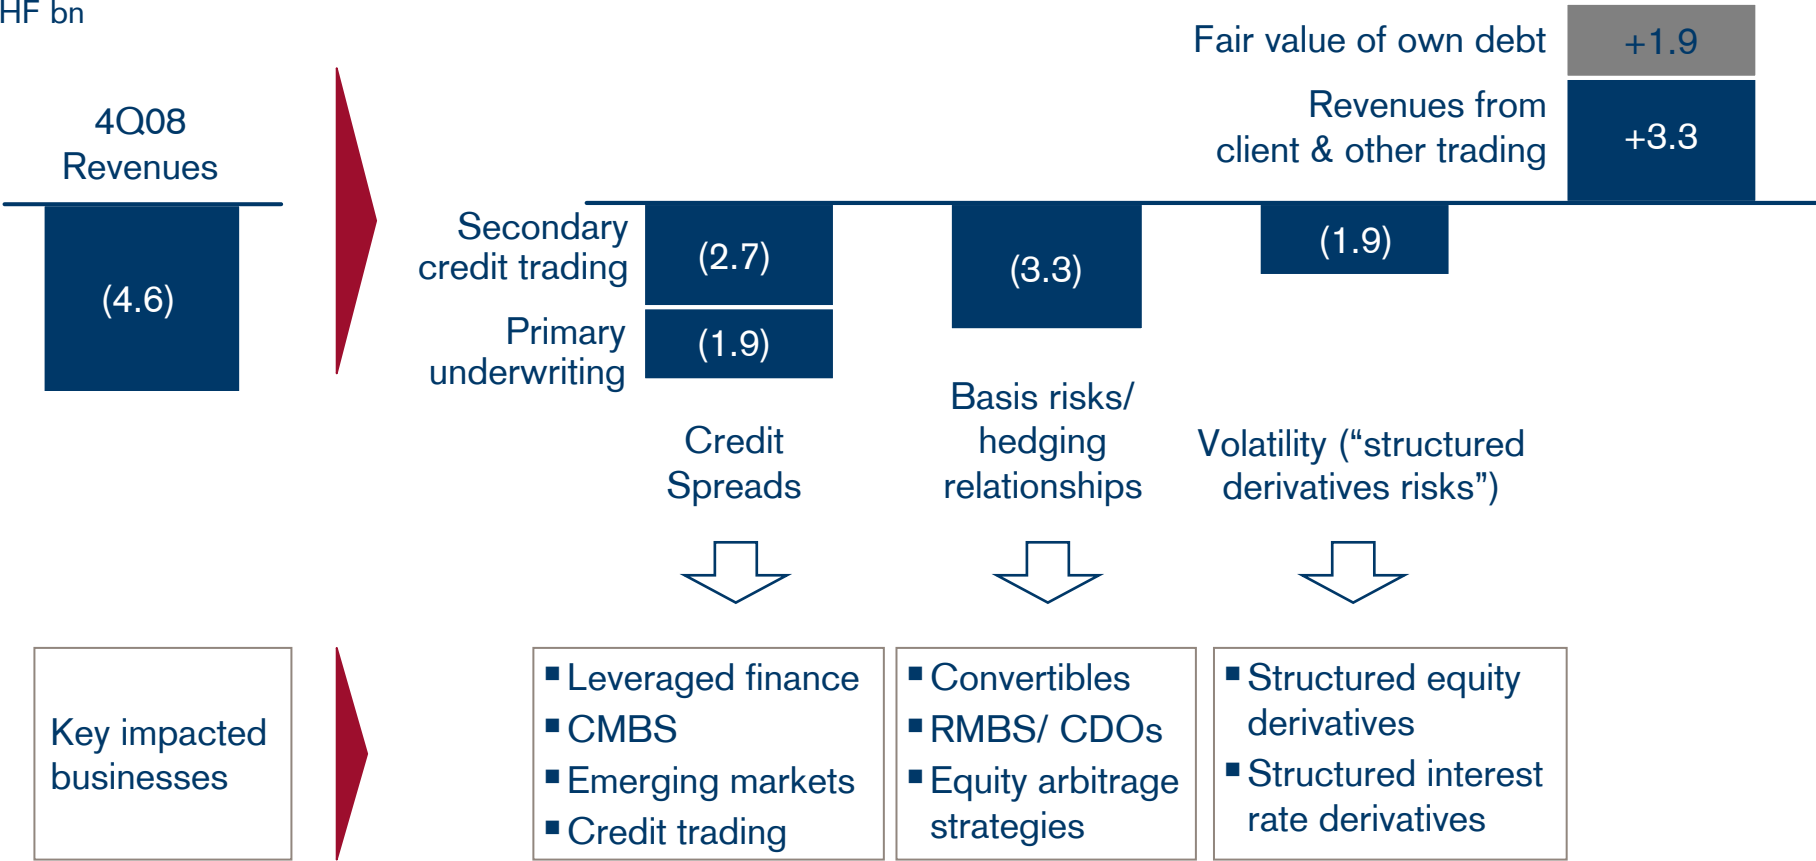 HF bn
4Q08
Revenues
(4.6)
Fair value of own debt
+1.9
Revenues from
client & other trading
+3.3
Secondary
credit trading
(2.7)
Primary
underwriting
(1.9)
(3.3)
(1.9)
Credit
Spreads
Basis risks/
hedging
relationships
Volatility (“structured
derivatives risks”)
Key impacted
businesses
▪ Leveraged finance
▪ CMBS
▪ Emerging markets
▪ Credit trading
▪ Convertibles
▪ RMBS/ CDOs
▪ Equity arbitrage
strategies
▪ Structured equity
derivatives
▪ Structured interest
rate derivatives